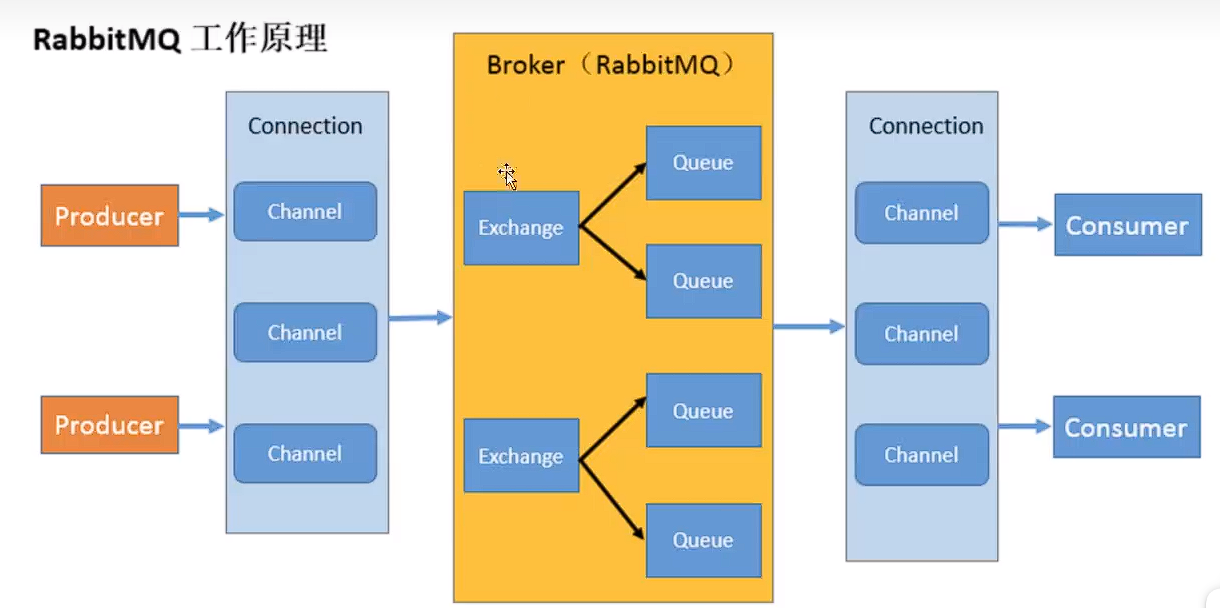 RabbitMQ 工作原理
Broker（RabbitMQ）
Connection
Channel
Channel
Channel
Producer
Producer
Exchange
Queue
Queue
Exchange
Queue
Queue
Connection
Channel
Channel
Channel
Consumer
Consumer